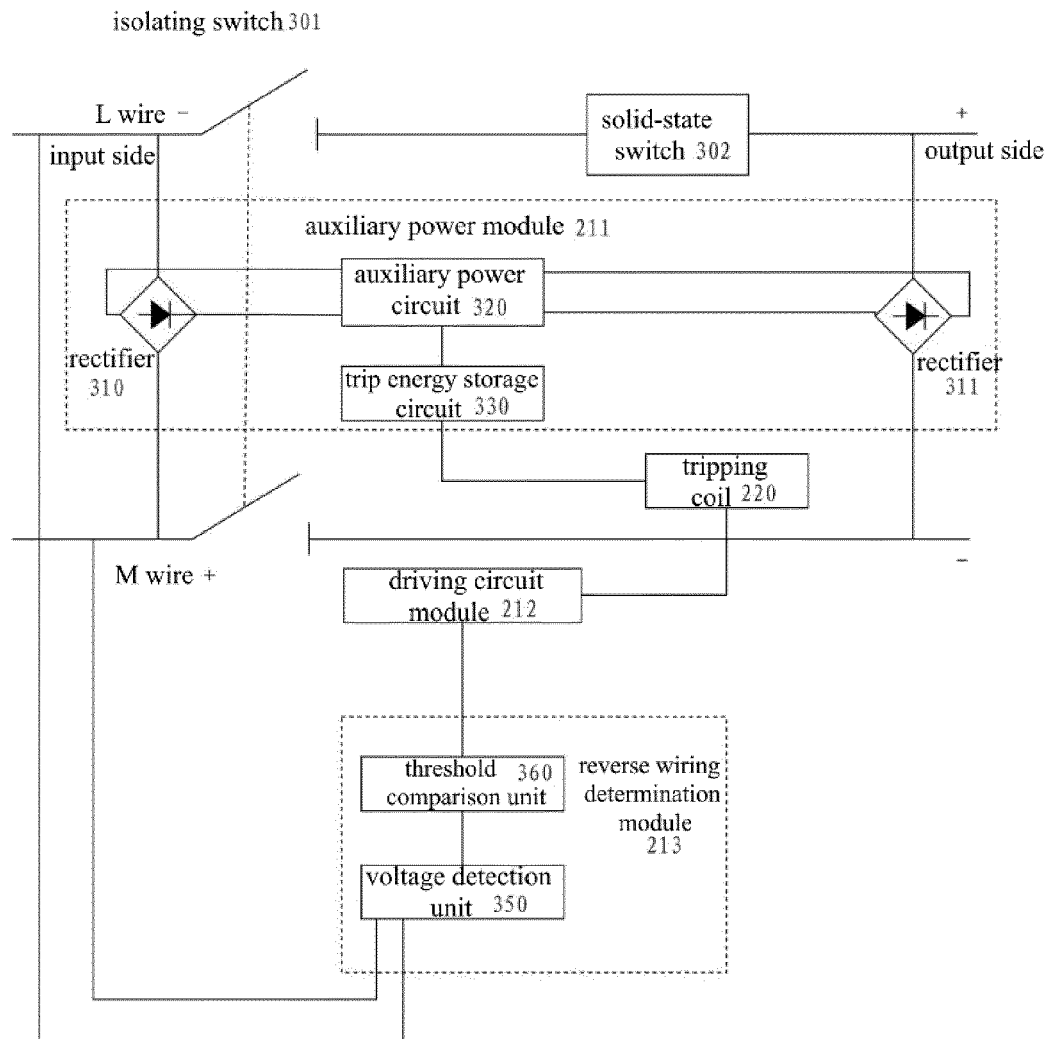 isolating switch 301
L wire -
input side
solid-state
switch 302
+
output side
auxiliary power module 211
auxiliary power
circuit 320
rectifier
310
trip energy storage
circuit 330
rectifier
311
tripping
coil 220
M wire +
-
driving circuit
module 212
threshold 360
comparison unit
reverse wiring
determination
module
213
voltage detection
unit 350